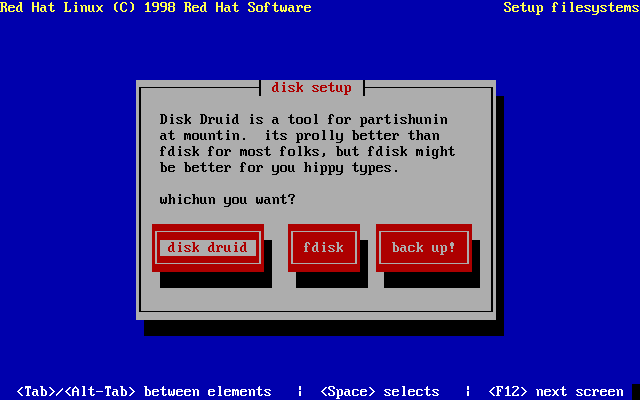 Red Hat Linux (C) 1998 Red Hat Software Setup filesystems
disk setup
Disk Druid is a tool for partishunin
at mountin.  its prolly better than
fdisk for most folks, but fdisk might
be better for you hippy types.
whichun you want?
disk druid fdisk back up!
<Tab>/<Alt-Tab> between elements | <Space> selects | <F12> next screen